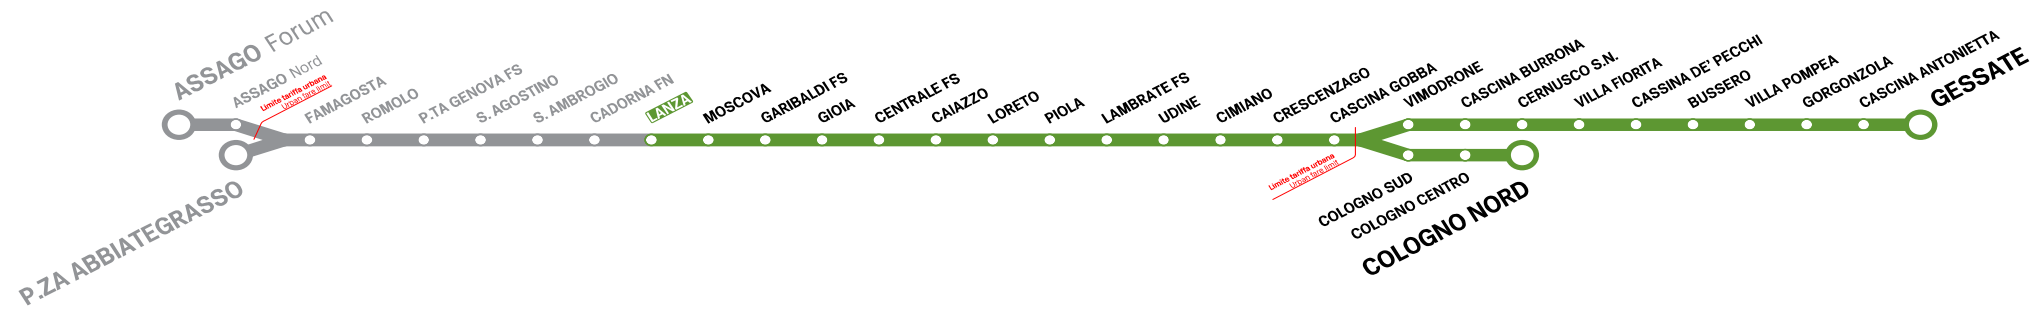 ASSAGO Forum
ASSAGO Nord
Limite tariffa urbana
Urban fare limit
P.ZA ABBIATEGRASSO
FAMAGOSTA
ROMOLO
P.TA GENOVA FS
S. AGOSTINO
S. AMBROGIO
CADORNA FN
LANZA
MOSCOVA
GARIBALDI FS
GIOIA
CENTRALE FS
CAIAZZO
LORETO
PIOLA
LAMBRATE FS
UDINE
CIMIANO
CRESCENZAGO
CASCINA GOBBA
Limite tariffa urbana
Urban fare limit
VIMODRONE
CASCINA BURRONA
CERNUSCO S.N.
VILLA FIORITA
CASSINA DE' PECCHI
BUSSERO
VILLA POMPEA
GORGONZOLA
CASCINA ANTONIETTA
GESSATE
COLOGNO SUD
COLOGNO CENTRO
COLOGNO NORD